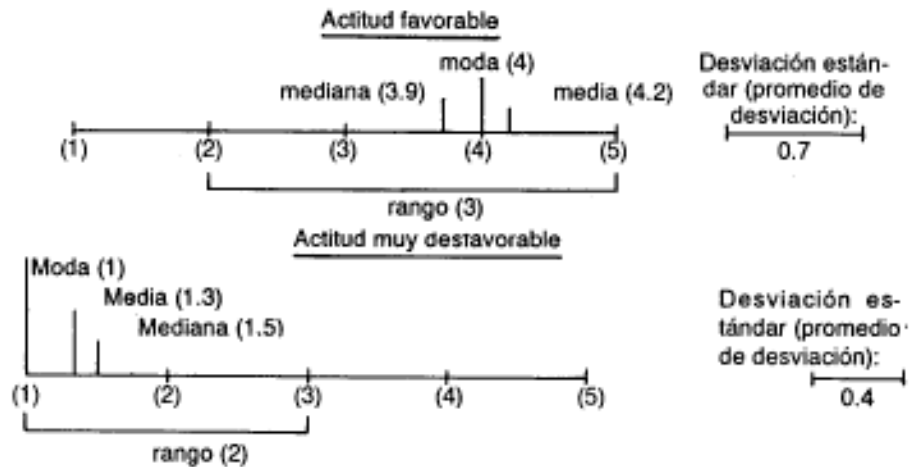 Actitud favorable
moda (4)
mediana (3.9)
media (4.2)
Desviación están-
dar (promedio de
desviación):
(1) (2) (3) (4) (5)
0.7
rango (3)
Actitud muy desfavorable
Moda (1)
Media (1.3)
Mediana (1.5)
Desviación es-
tándar (promedio
de desviación):
(1) (2) (3) (4) (5)
0.4
rango (2)